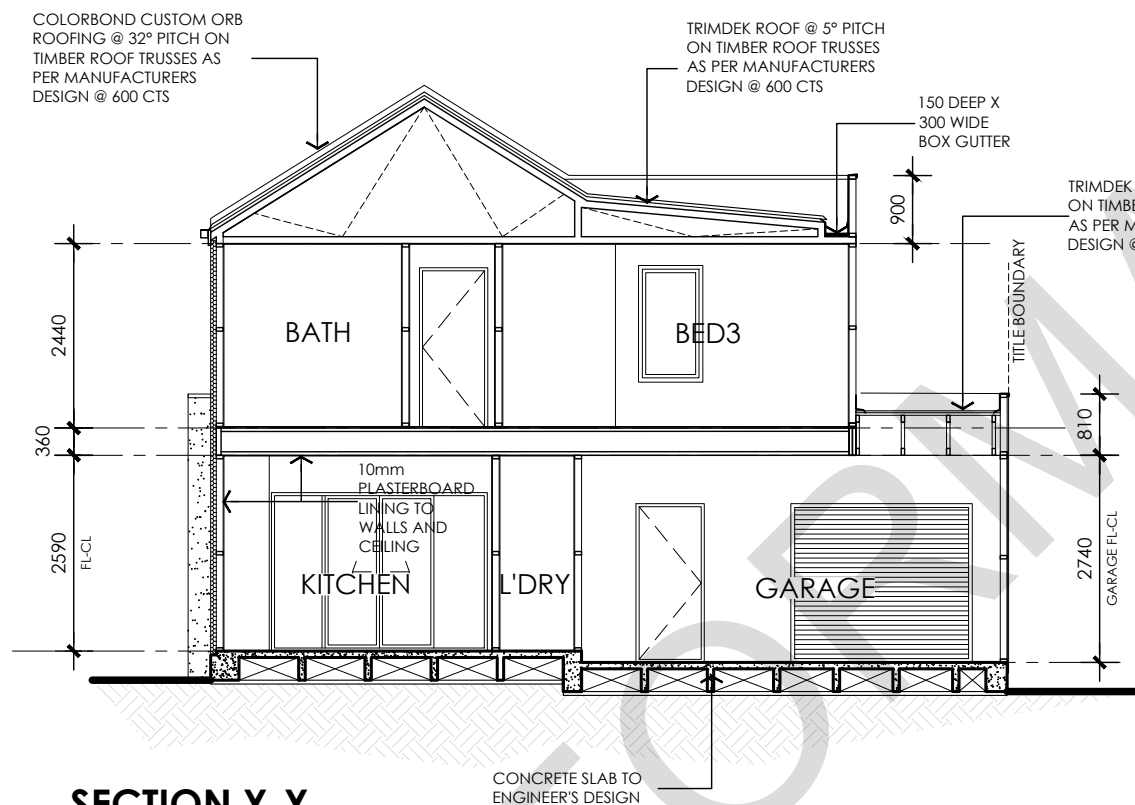 COLORBOND CUSTOM ORB
ROOFING @ 32° PITCH ON
TIMBER ROOF TRUSSES AS
PER MANUFACTURERS
DESIGN @ 600 CTS
TRIMDEK ROOF @ 5° PITCH
ON TIMBER ROOF TRUSSES
AS PER MANUFACTURERS
DESIGN @ 600 CTS
150 DEEP X
300 WIDE
BOX GUTTER
TRIMDEK
ON TIMBE
AS PER M
DESIGN @
900
TITLE BOUNDARY
2440
BATH
BED3
360
810
10mm
PLASTERBOARD
LINING TO
WALLS AND
CEILING
2590
FL-CL
KITCHEN
L'DRY
GARAGE
2740
GARAGE FL-CL
CONCRETE SLAB TO
ENGINEER'S DESIGN
SECTION Y-Y
FORMA